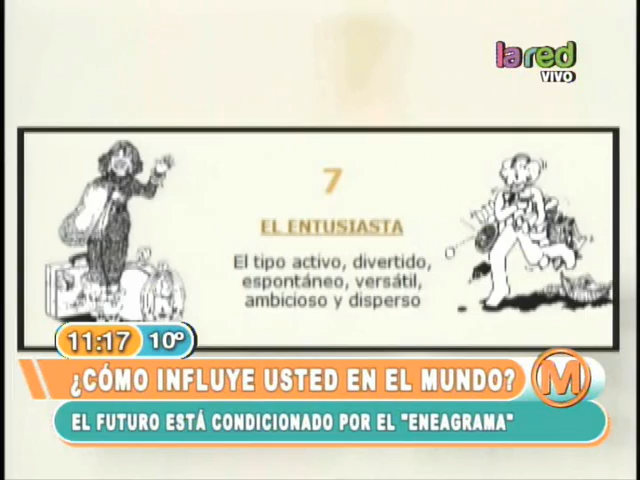 la red
VIVO
7
EL ENTUSIASTA
El tipo activo, divertido,
espontáneo, versátil,
ambicioso y disperso
11:17 10º
¿CÓMO INFLUYE USTED EN EL MUNDO?
M
EL FUTURO ESTÁ CONDICIONADO POR EL "ENEAGRAMA"